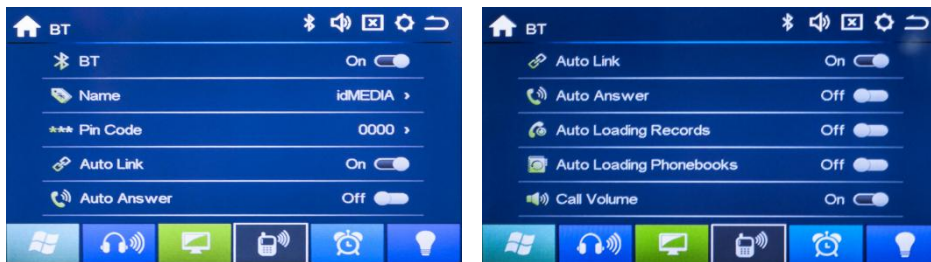 BT
BT On
Name idMEDIA >
*** Pin Code 0000 >
Auto Link On
Auto Answer Off
BT
Auto Link On
Auto Answer Off
Auto Loading Records Off
Auto Loading Phonebooks Off
Call Volume On